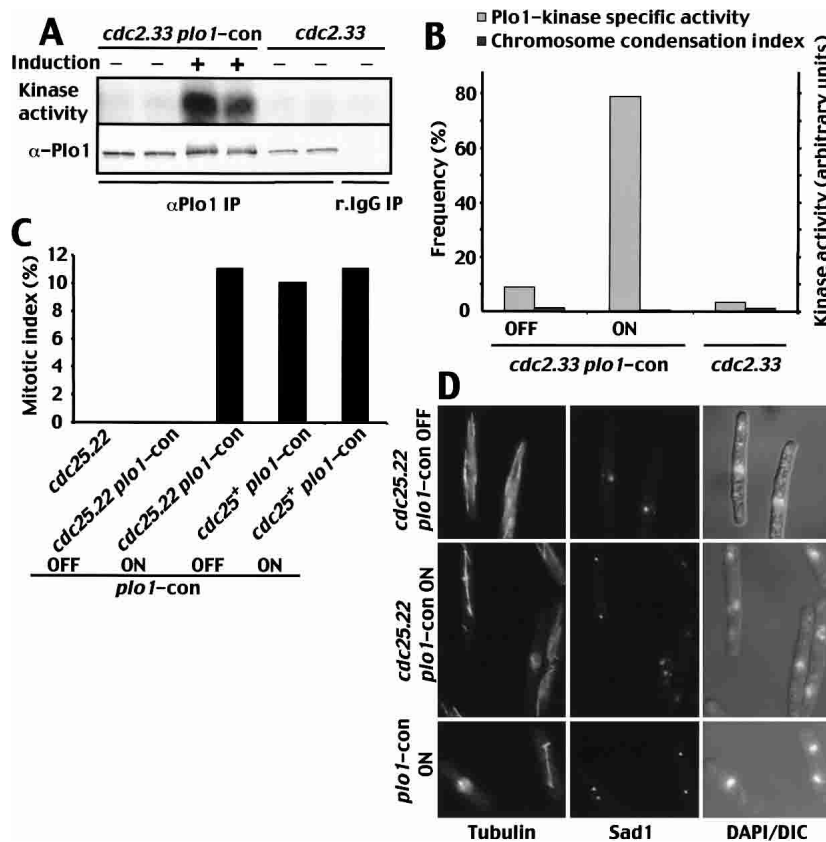 A
cdc2.33 plo1-con cdc2.33
Induction - - + + - - - -
Kinase activity
α-Plo1
αPlo1 IP r.IgG IP
B
Plo1-kinase specific activity
Chromosome condensation index
Frequency (%)
80
60
40
20
0
Kinase activity (arbitrary units)
OFF ON
cdc2.33 plo1-con cdc2.33
C
Mitotic index (%)
12
10
8
6
4
2
0
cdc25.22
cdc25.22 plo1-con
cdc25.22 plo1-con
cdc25+ plo1-con
cdc25+ plo1-con
OFF ON OFF ON
plo1-con
D
cdc25.22
plo1-con OFF
cdc25.22
plo1-con ON
plo1-con
ON
Tubulin Sad1 DAPI/DIC